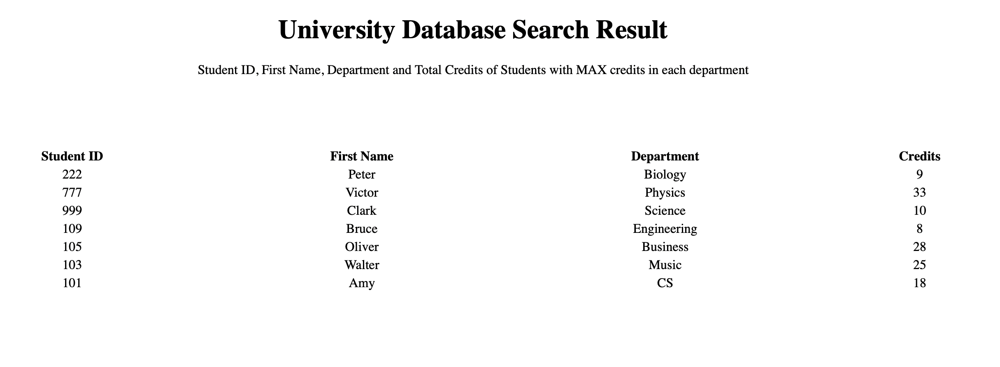 University Database Search Result
Student ID, First Name, Department and Total Credits of Students with MAX credits in each department
Student ID First Name Department Credits
222 Peter Biology 9
777 Victor Physics 33
999 Clark Science 10
109 Bruce Engineering 8
105 Oliver Business 28
103 Walter Music 25
101 Amy CS 18